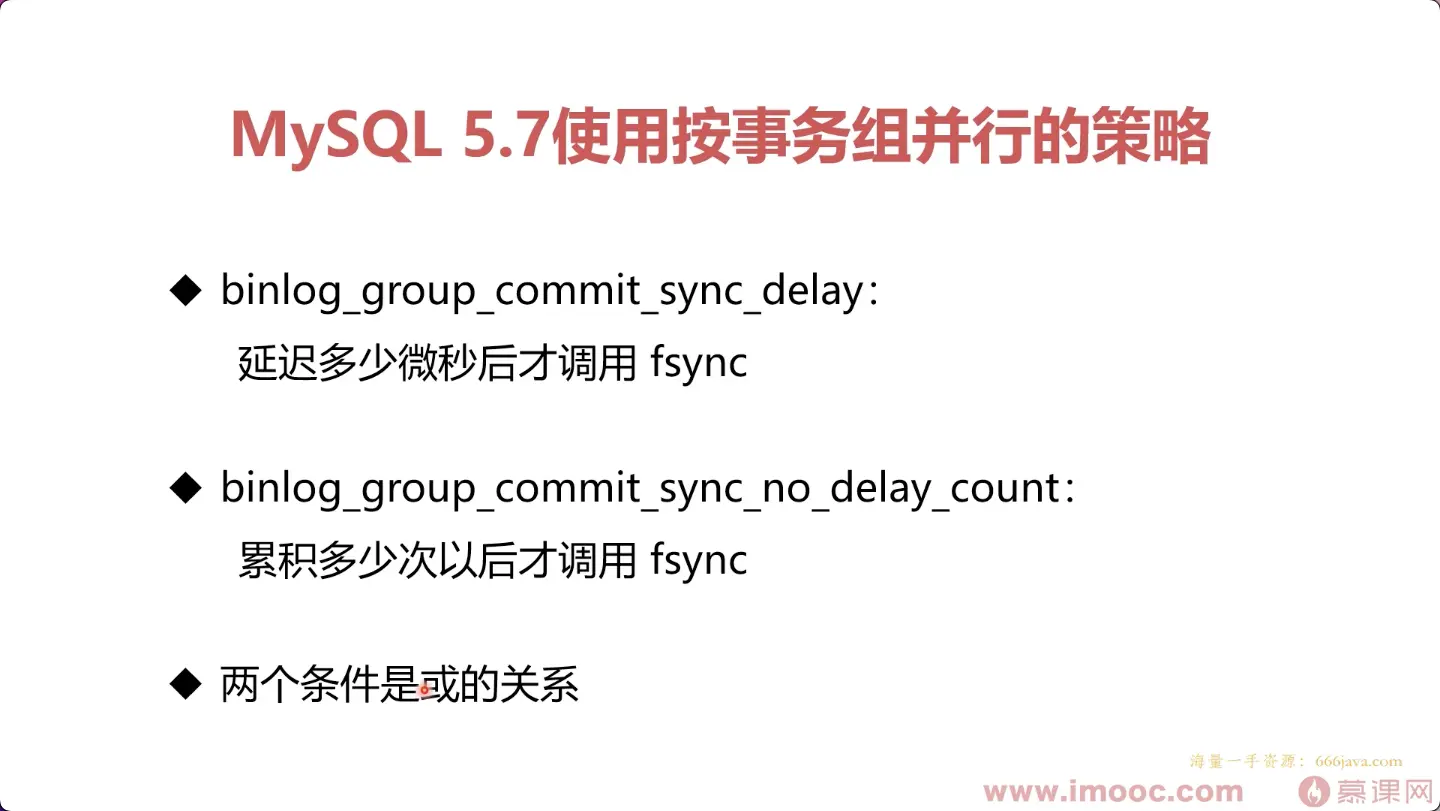 MySQL 5.7使用按事务组并行的策略
◆ binlog_group_commit_sync_delay：
延迟多少微秒后才调用 fsync
◆ binlog_group_commit_sync_no_delay_count：
累积多少次以后才调用 fsync
◆ 两个条件是或的关系
海量一手资源：666java.com
www.imooc.com 慕课网